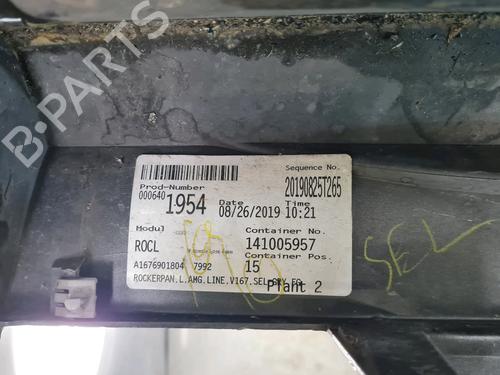 B-PARTS
Sequence No.
20190825T265
Prod-Number
000640 1954
Date Time
08/26/2019 10:21
Modul
ROCL
Container No.
141005957
Container Pos.
15
A1676901804 7992
ROCKERPAN.L.AMG.LINE.V167.SEL
Plant 2
SEL